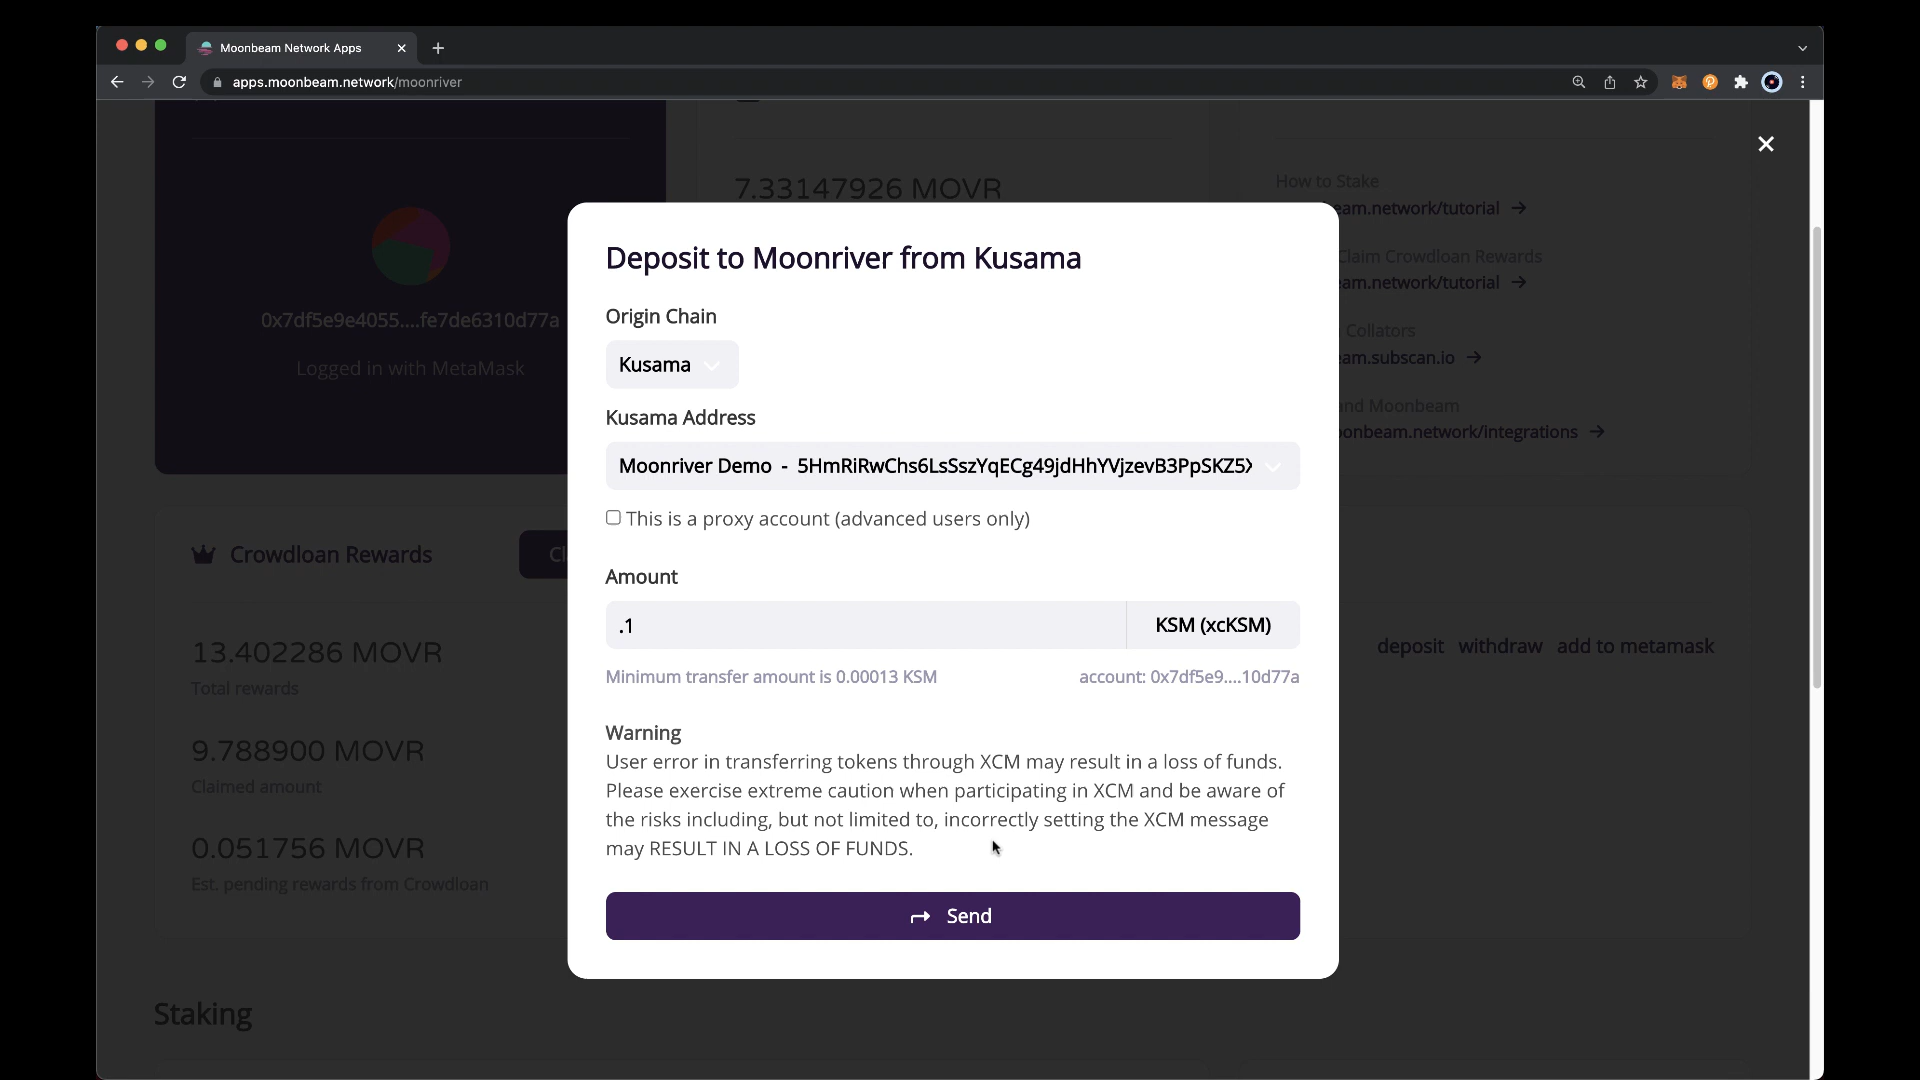 Moonbeam Network Apps
apps.moonbeam.network/moonriver
7.33147926 MOVR
How to Stake
eam.network/tutorial
Claim Crowdloan Rewards
eam.network/tutorial
Collators
eam.subscan.io
and Moonbeam
oonbeam.network/integrations
0x7df5e9e4055....fe7de6310d77a
Logged in with MetaMask
Deposit to Moonriver from Kusama
Origin Chain
Kusama
Kusama Address
Moonriver Demo - 5HmRiRwChs6LsSszYqECg49jdHhYVjzevB3PpSKZ5X
This is a proxy account (advanced users only)
Amount
.1 KSM (xcKSM)
Minimum transfer amount is 0.00013 KSM account: 0x7df5e9....10d77a
Warning
User error in transferring tokens through XCM may result in a loss of funds.
Please exercise extreme caution when participating in XCM and be aware of
the risks including, but not limited to, incorrectly setting the XCM message
may RESULT IN A LOSS OF FUNDS.
Send
Crowdloan Rewards
13.402286 MOVR
Total rewards
9.788900 MOVR
Claimed amount
0.051756 MOVR
Est. pending rewards from Crowdloan
deposit withdraw add to metamask
Staking